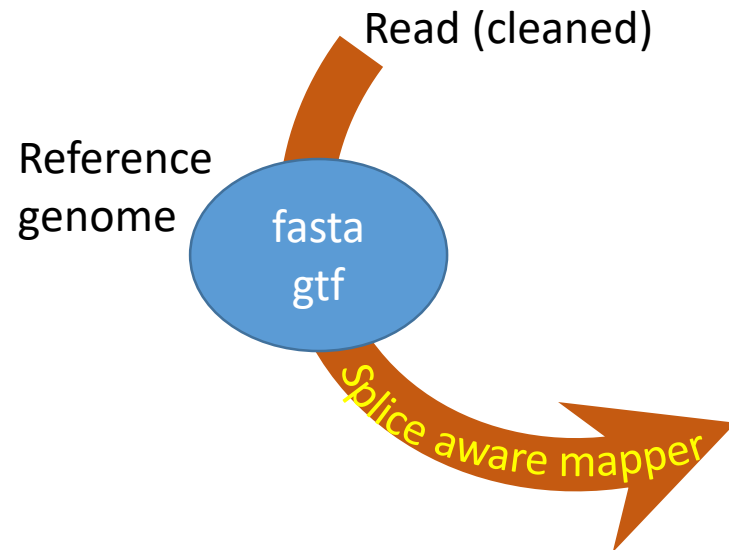 Read (cleaned)
Reference
genome
fasta
gtf
Splice aware mapper